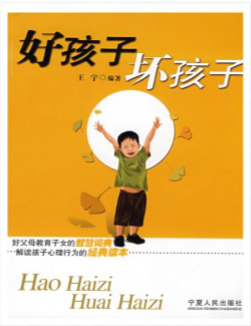 好孩子
坏孩子
王宇◎编著
好父母教育子女的智慧词典
解读孩子心理行为的经典读本
Hao Haizi
Huai Haizi
宁夏人民出版社